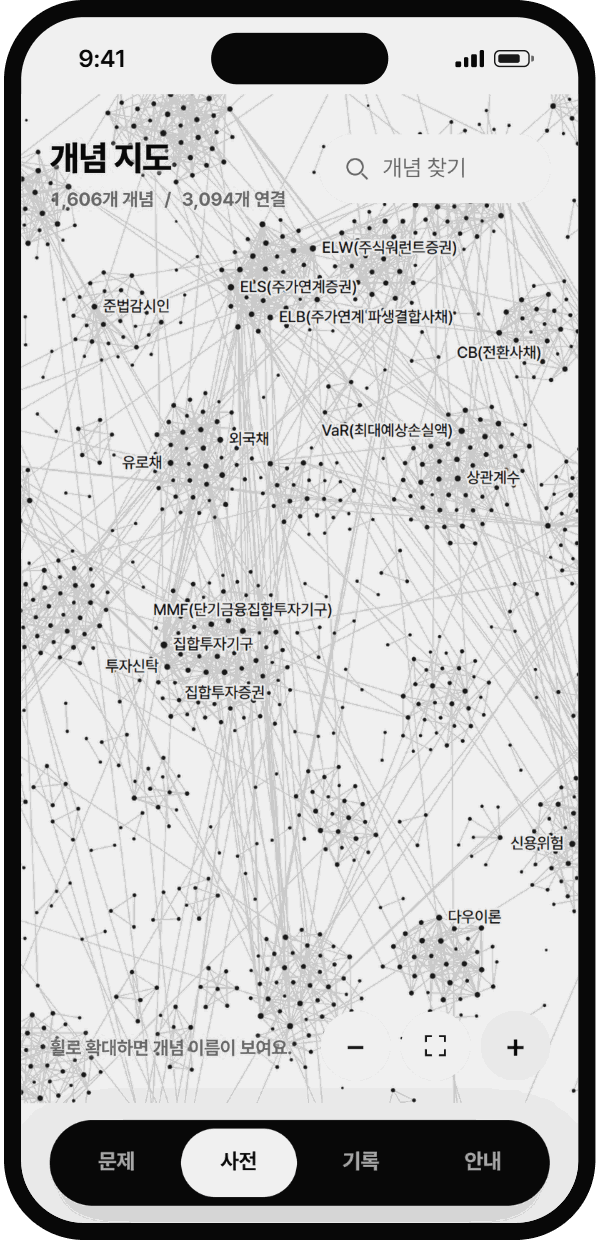 9:41
개념 지도
개념 찾기
1,606개 개념 / 3,094개 연결
ELW(주식워런트증권)
ELS(주가연계증권)
준법감시인
ELB(주가연계 파생결합사채)
CB(전환사채)
VaR(최대예상손실액)
외국채
유로채
상관계수
MMF(단기금융집합투자기구)
집합투자기구
투자신탁
집합투자증권
신용위험
다우이론
휠로 확대하면 개념 이름이 보여요.
문제 사전 기록 안내